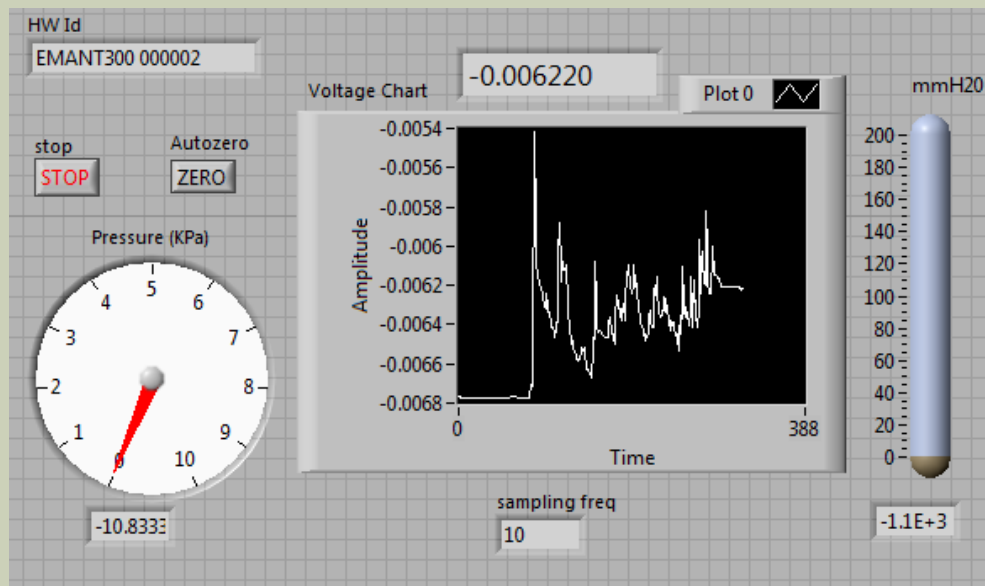 HW Id
EMANT300 000002
-0.006220
Voltage Chart
Plot 0
mmH20
stop
STOP
Autozero
ZERO
-0.0054
-0.0056
-0.0058
-0.006
-0.0062
-0.0064
-0.0066
-0.0068
Amplitude
0
388
Time
200
180
160
140
120
100
80
60
40
20
0
Pressure (KPa)
0
1
2
3
4
5
6
7
8
9
10
-10.8333
sampling freq
10
-1.1E+3